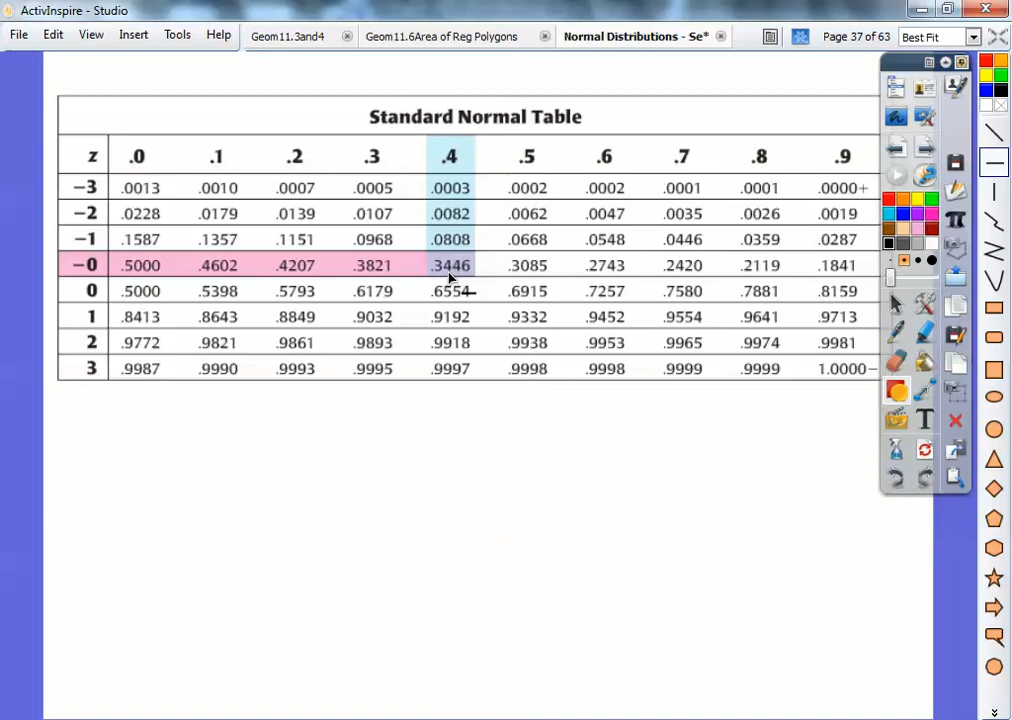 ActivInspire - Studio
File Edit View Insert Tools Help Geom11.3and4 Geom11.6Area of Reg Polygons Normal Distributions - Se* Page 37 of 63 Best Fit
Standard Normal Table
z .0 .1 .2 .3 .4 .5 .6 .7 .8 .9
−3 .0013 .0010 .0007 .0005 .0003 .0002 .0002 .0001 .0001 .0000+
−2 .0228 .0179 .0139 .0107 .0082 .0062 .0047 .0035 .0026 .0019
−1 .1587 .1357 .1151 .0968 .0808 .0668 .0548 .0446 .0359 .0287
−0 .5000 .4602 .4207 .3821 .3446 .3085 .2743 .2420 .2119 .1841
0 .5000 .5398 .5793 .6179 .6554 .6915 .7257 .7580 .7881 .8159
1 .8413 .8643 .8849 .9032 .9192 .9332 .9452 .9554 .9641 .9713
2 .9772 .9821 .9861 .9893 .9918 .9938 .9953 .9965 .9974 .9981
3 .9987 .9990 .9993 .9995 .9997 .9998 .9998 .9999 .9999 1.0000−
T